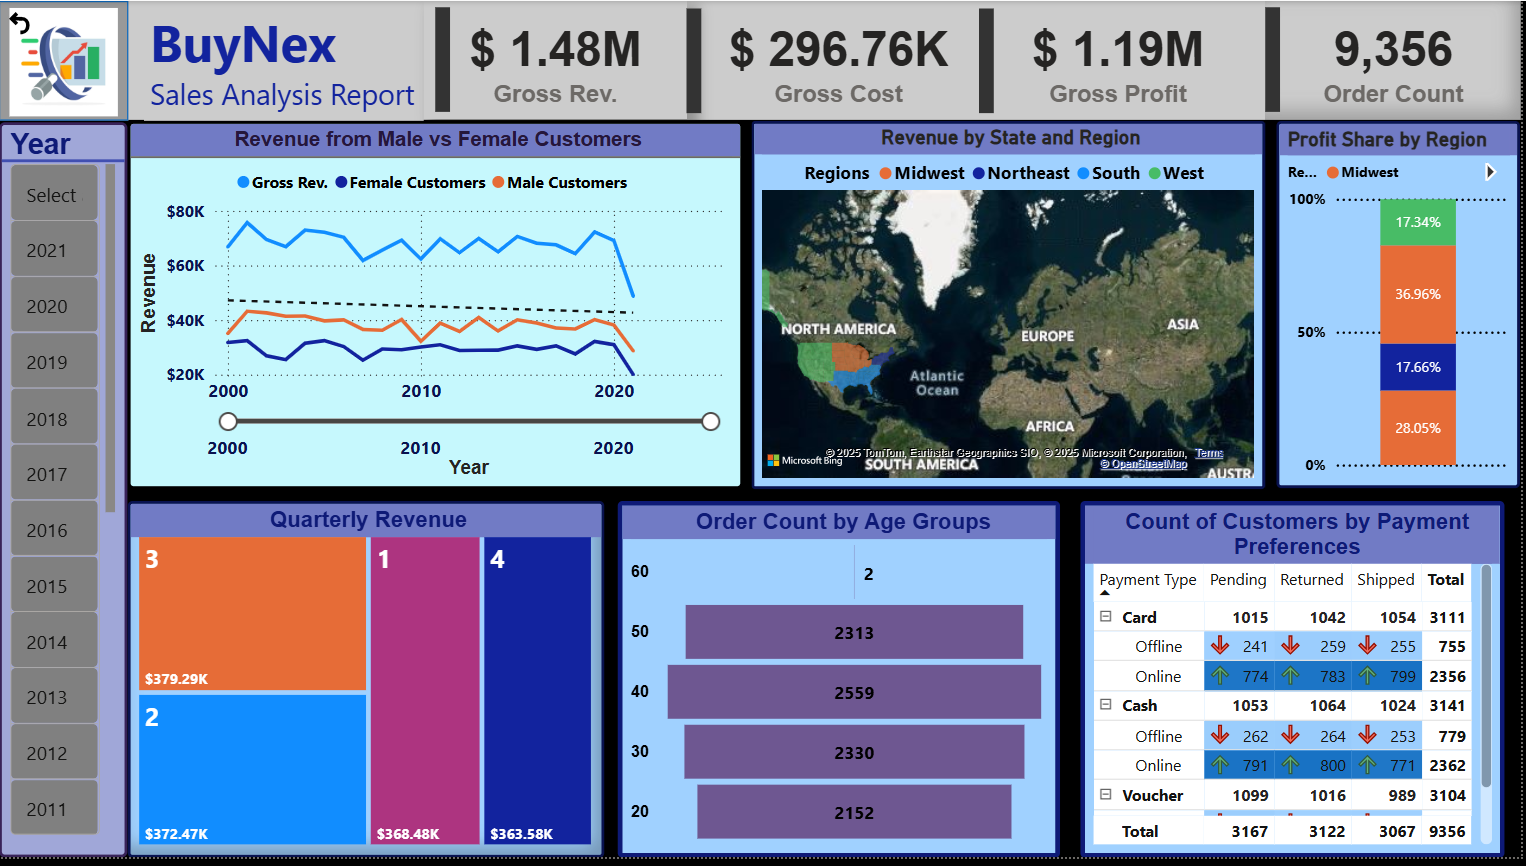 BuyNex
Sales Analysis Report
$ 1.48M
Gross Rev.
$ 296.76K
Gross Cost
$ 1.19M
Gross Profit
9,356
Order Count
Year
Select
2021
2020
2019
2018
2017
2016
2015
2014
2013
2012
2011
Revenue from Male vs Female Customers
Gross Rev. Female Customers Male Customers
Revenue
$80K
$60K
$40K
$20K
2000 2010 2020
2000 2010 2020
Year
Revenue by State and Region
Regions Midwest Northeast South West
NORTH AMERICA
EUROPE
ASIA
Atlantic
Ocean
AFRICA
SOUTH AMERICA
AUSTR
Microsoft Bing
© 2025 TomTom, Earthstar Geographics SIO, © 2025 Microsoft Corporation, Terms
© OpenStreetMap
Profit Share by Region
Re... Midwest
100%
50%
0%
17.34%
36.96%
17.66%
28.05%
Quarterly Revenue
3
$379.29K
2
$372.47K
1
$368.48K
4
$363.58K
Order Count by Age Groups
60 2
50 2313
40 2559
30 2330
20 2152
Count of Customers by Payment
Preferences
Payment Type Pending Returned Shipped Total
Card 1015 1042 1054 3111
Offline 241 259 255 755
Online 774 783 799 2356
Cash 1053 1064 1024 3141
Offline 262 264 253 779
Online 791 800 771 2362
Voucher 1099 1016 989 3104
Total 3167 3122 3067 9356